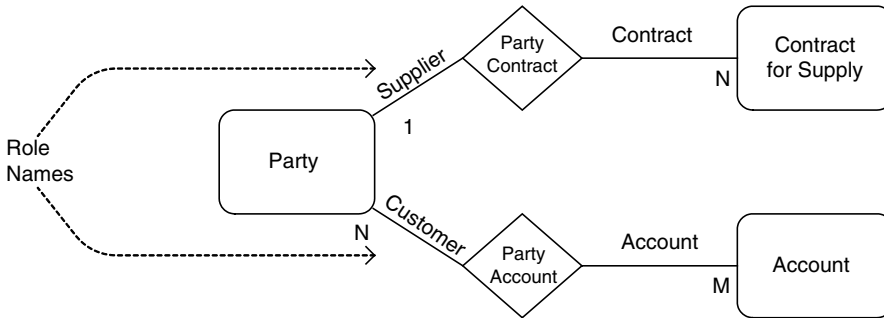 Supplier
Party
Contract
Contract
Contract
for Supply
N
1
Role
Names
Party
N
Customer
Party
Account
Account
Account
M